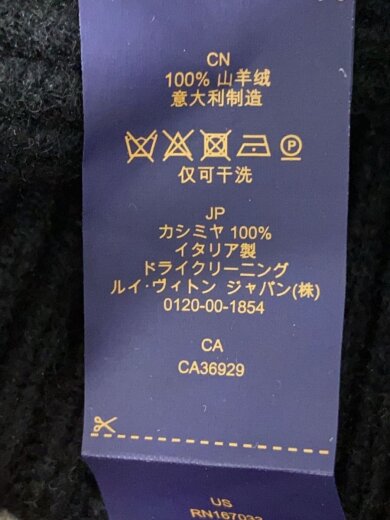 CN
100% 山羊绒
意大利制造
P
仅可干洗
JP
カシミヤ 100%
イタリア製
ドライクリーニング
ルイ·ヴィトン ジャパン(株)
0120-00-1854
CA
CA36929
US
RN167033